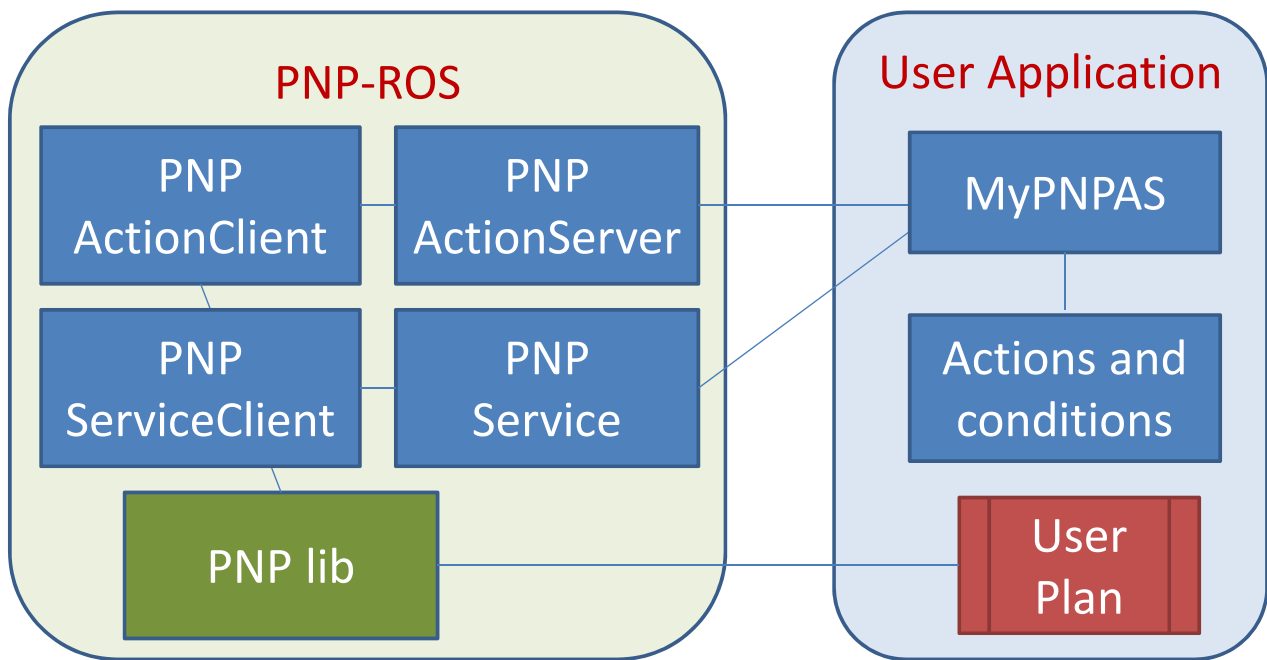 PNP-ROS
PNP
ActionClient
PNP
ActionServer
PNP
ServiceClient
PNP
Service
PNP lib
User Application
MyPNPAS
Actions and
conditions
User
Plan